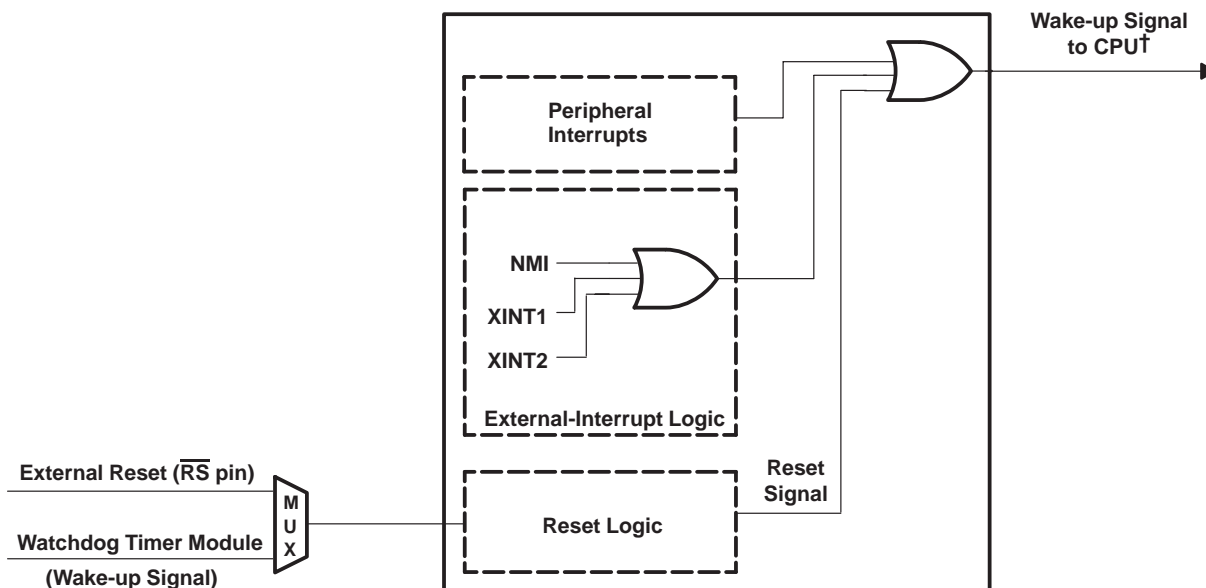 Wake-up Signal
to CPU†
Peripheral
Interrupts
NMI
XINT1
XINT2
External-Interrupt Logic
External Reset (R̅S̅ pin)
MUX
Watchdog Timer Module
(Wake-up Signal)
Reset Logic
Reset
Signal